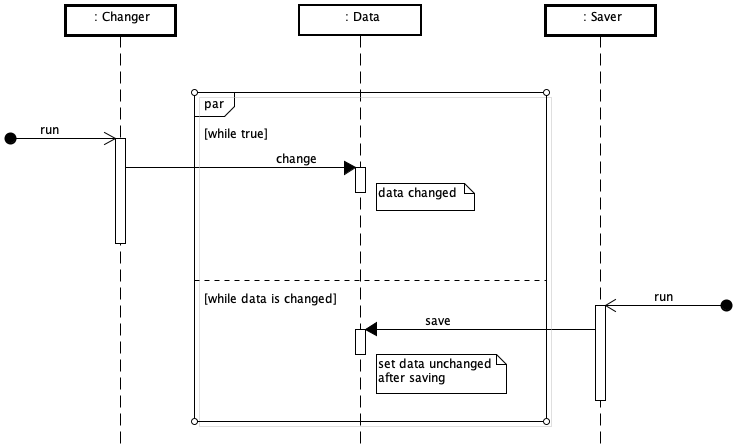 : Changer
: Data
: Saver
par
run
[while true]
change
data changed
[while data is changed]
run
save
set data unchanged
after saving